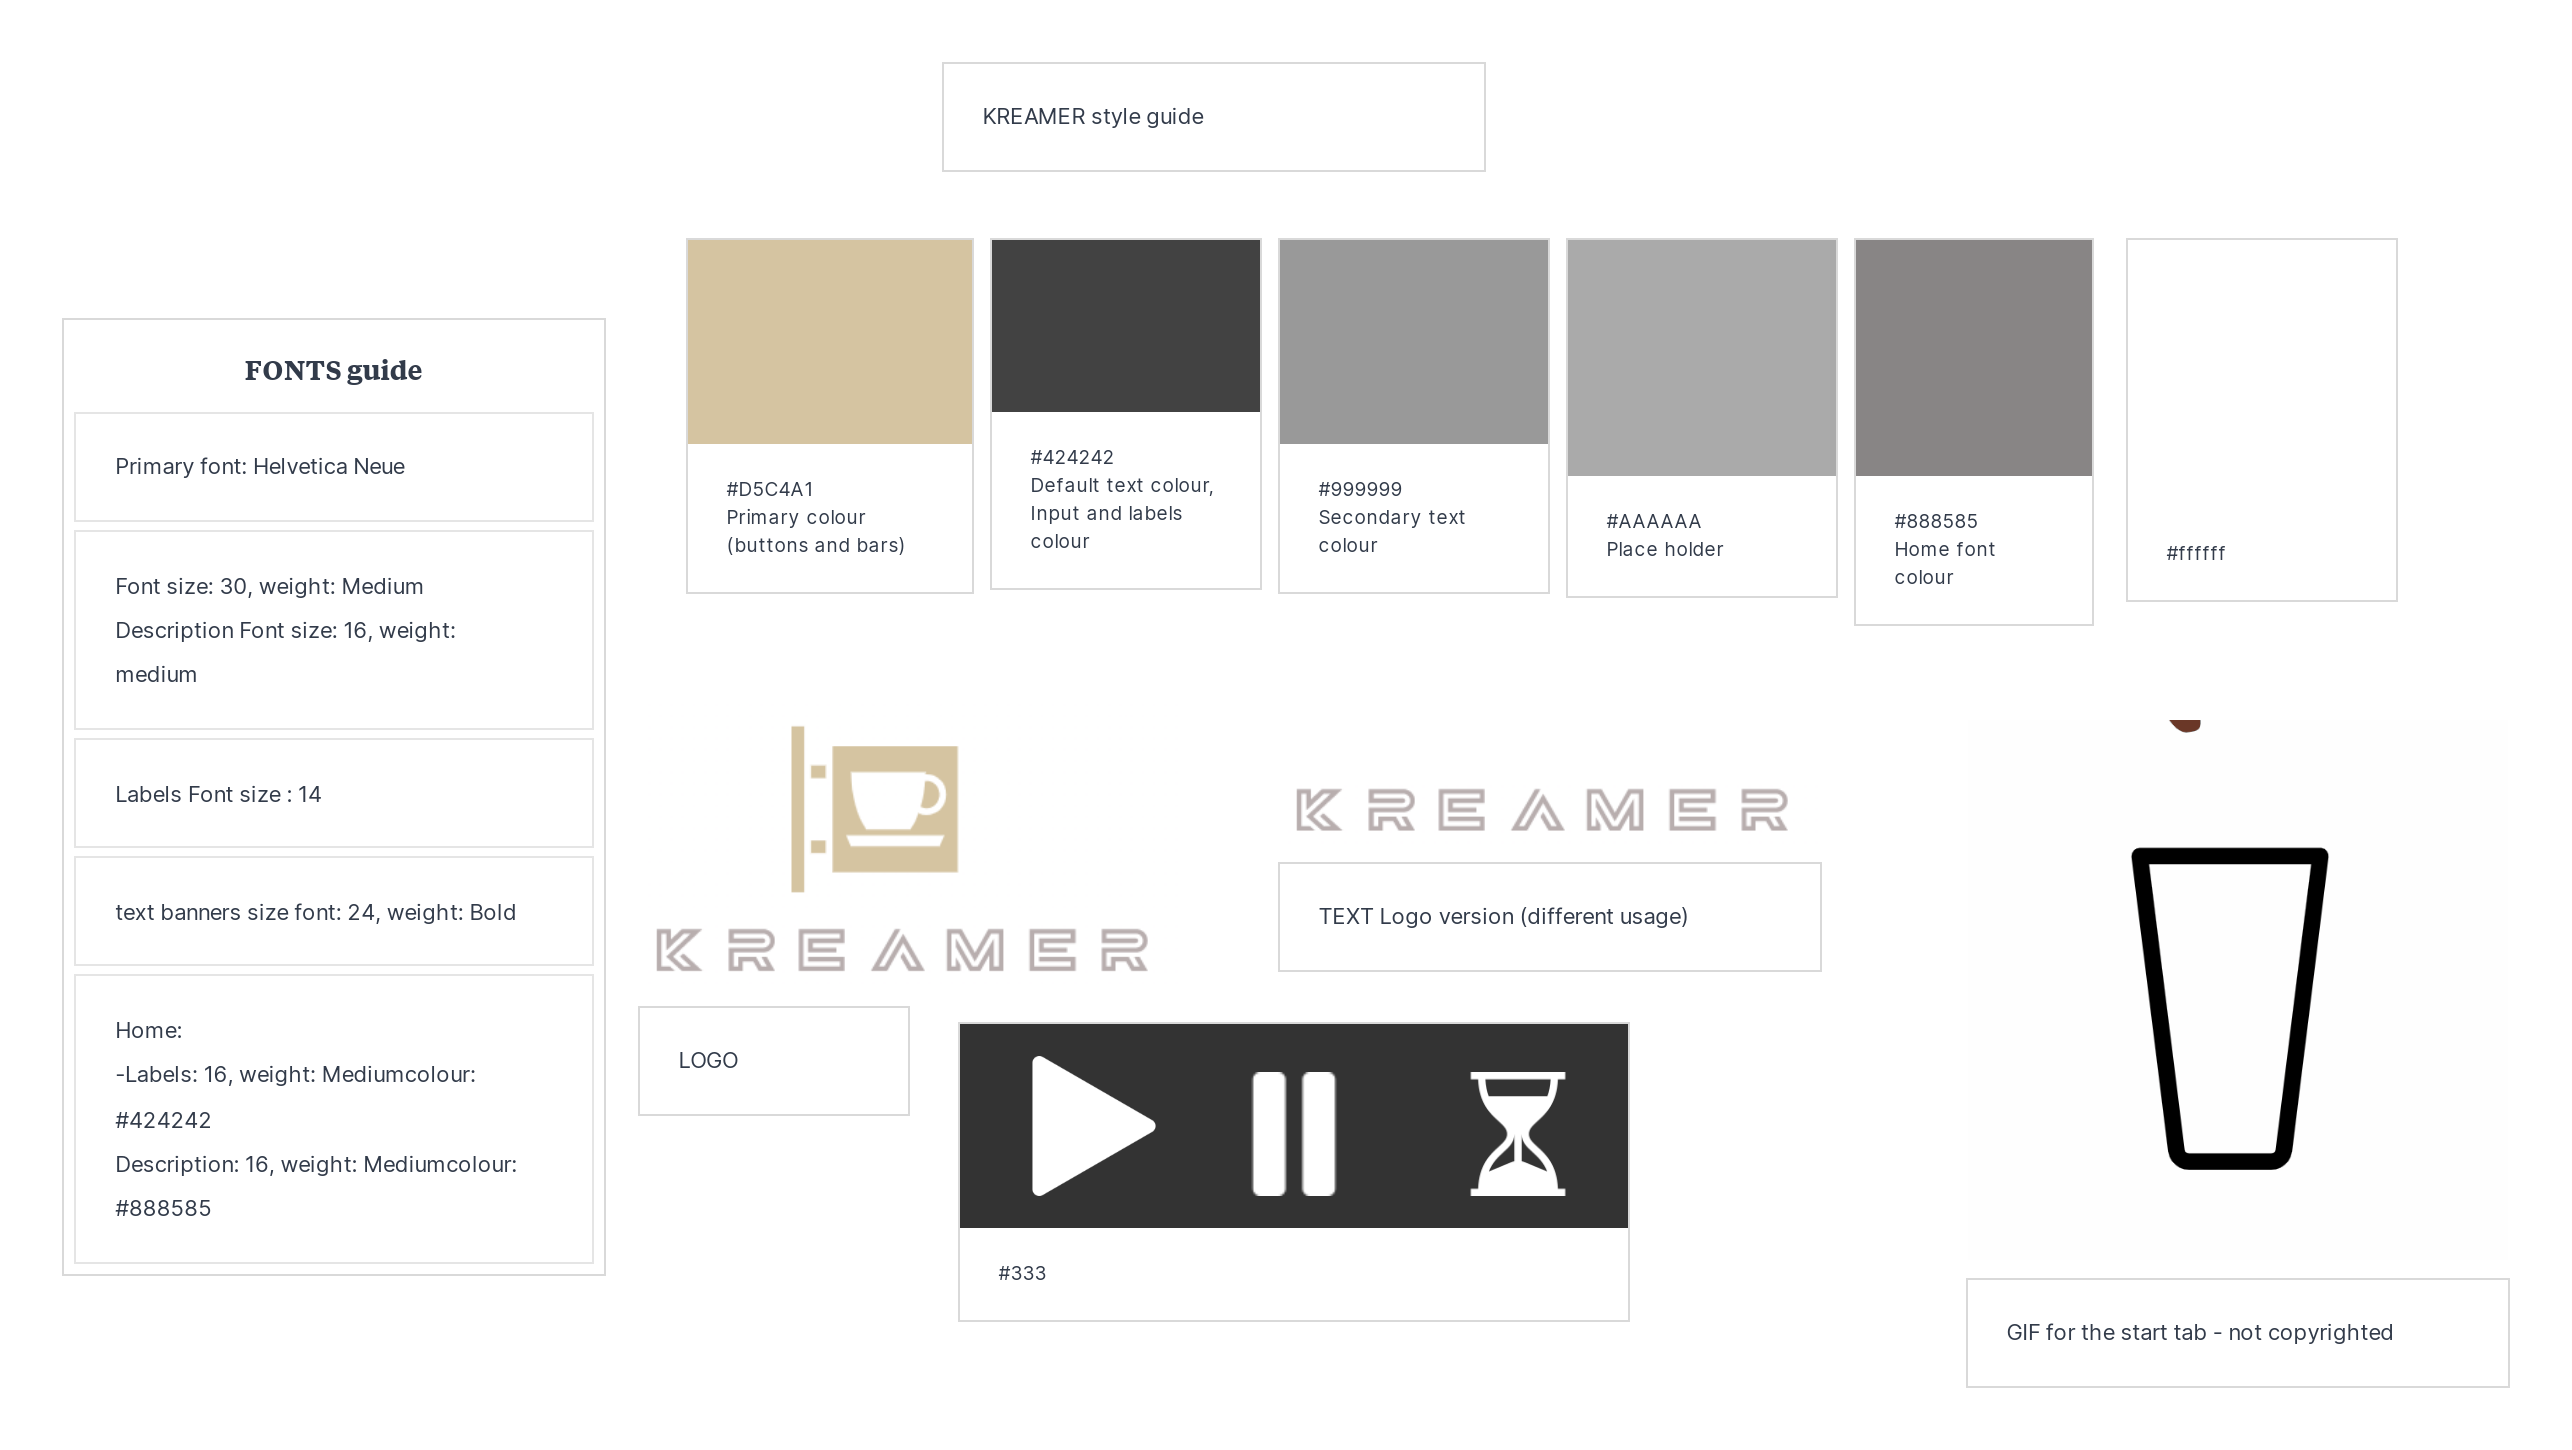 KREAMER style guide
FONTS guide
Primary font: Helvetica Neue
Font size: 30, weight: Medium
Description Font size: 16, weight:
medium
Labels Font size : 14
text banners size font: 24, weight: Bold
Home:
-Labels: 16, weight: Mediumcolour:
#424242
Description: 16, weight: Mediumcolour:
#888585
#D5C4A1
Primary colour
(buttons and bars)
#424242
Default text colour,
Input and labels
colour
#999999
Secondary text
colour
#AAAAAA
Place holder
#888585
Home font
colour
#ffffff
KREAMER
LOGO
KREAMER
TEXT Logo version (different usage)
#333
GIF for the start tab - not copyrighted